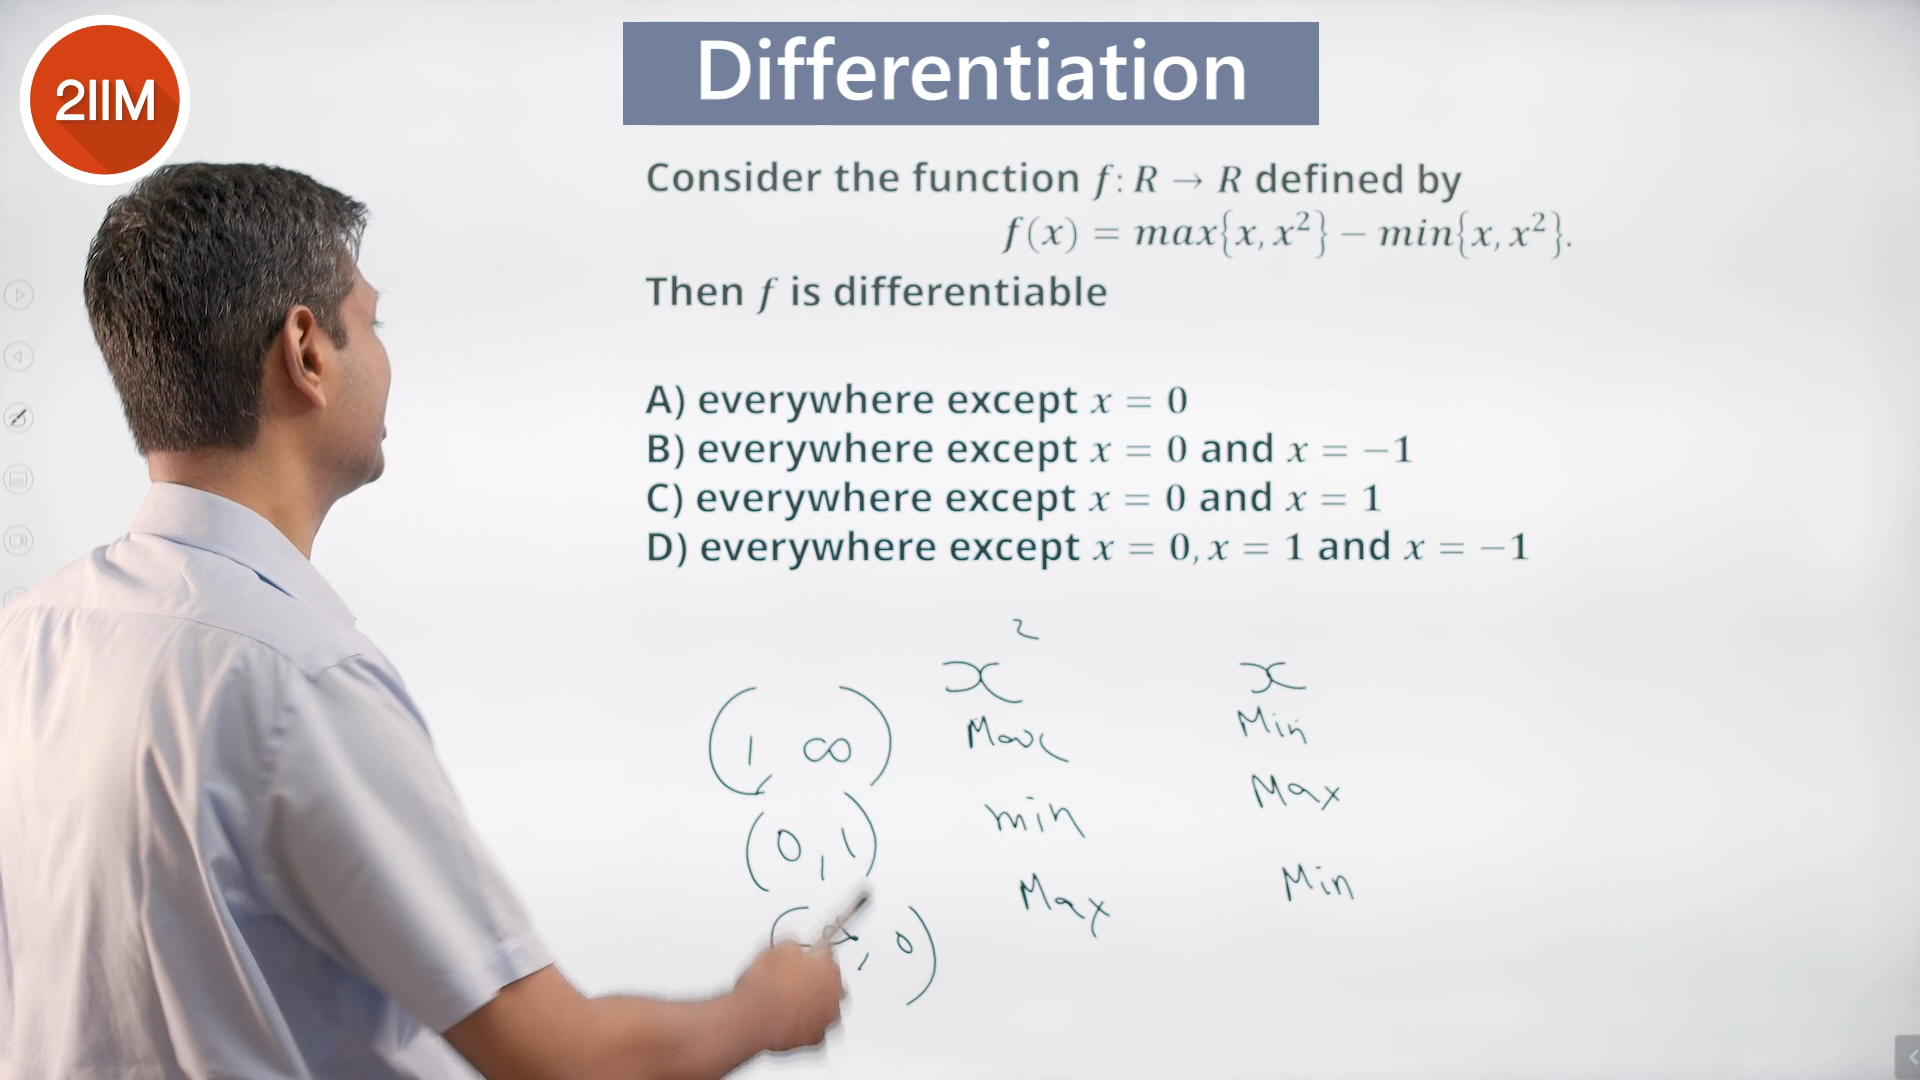 2IIM
Differentiation
Consider the function f: R → R defined by
f(x) = max{x, x²} − min{x, x²}.
Then f is differentiable
A) everywhere except x = 0
B) everywhere except x = 0 and x = −1
C) everywhere except x = 0 and x = 1
D) everywhere except x = 0, x = 1 and x = −1
x² x
(1 ∞) Max Min
(0, 1) min Max
, 0) Max Min